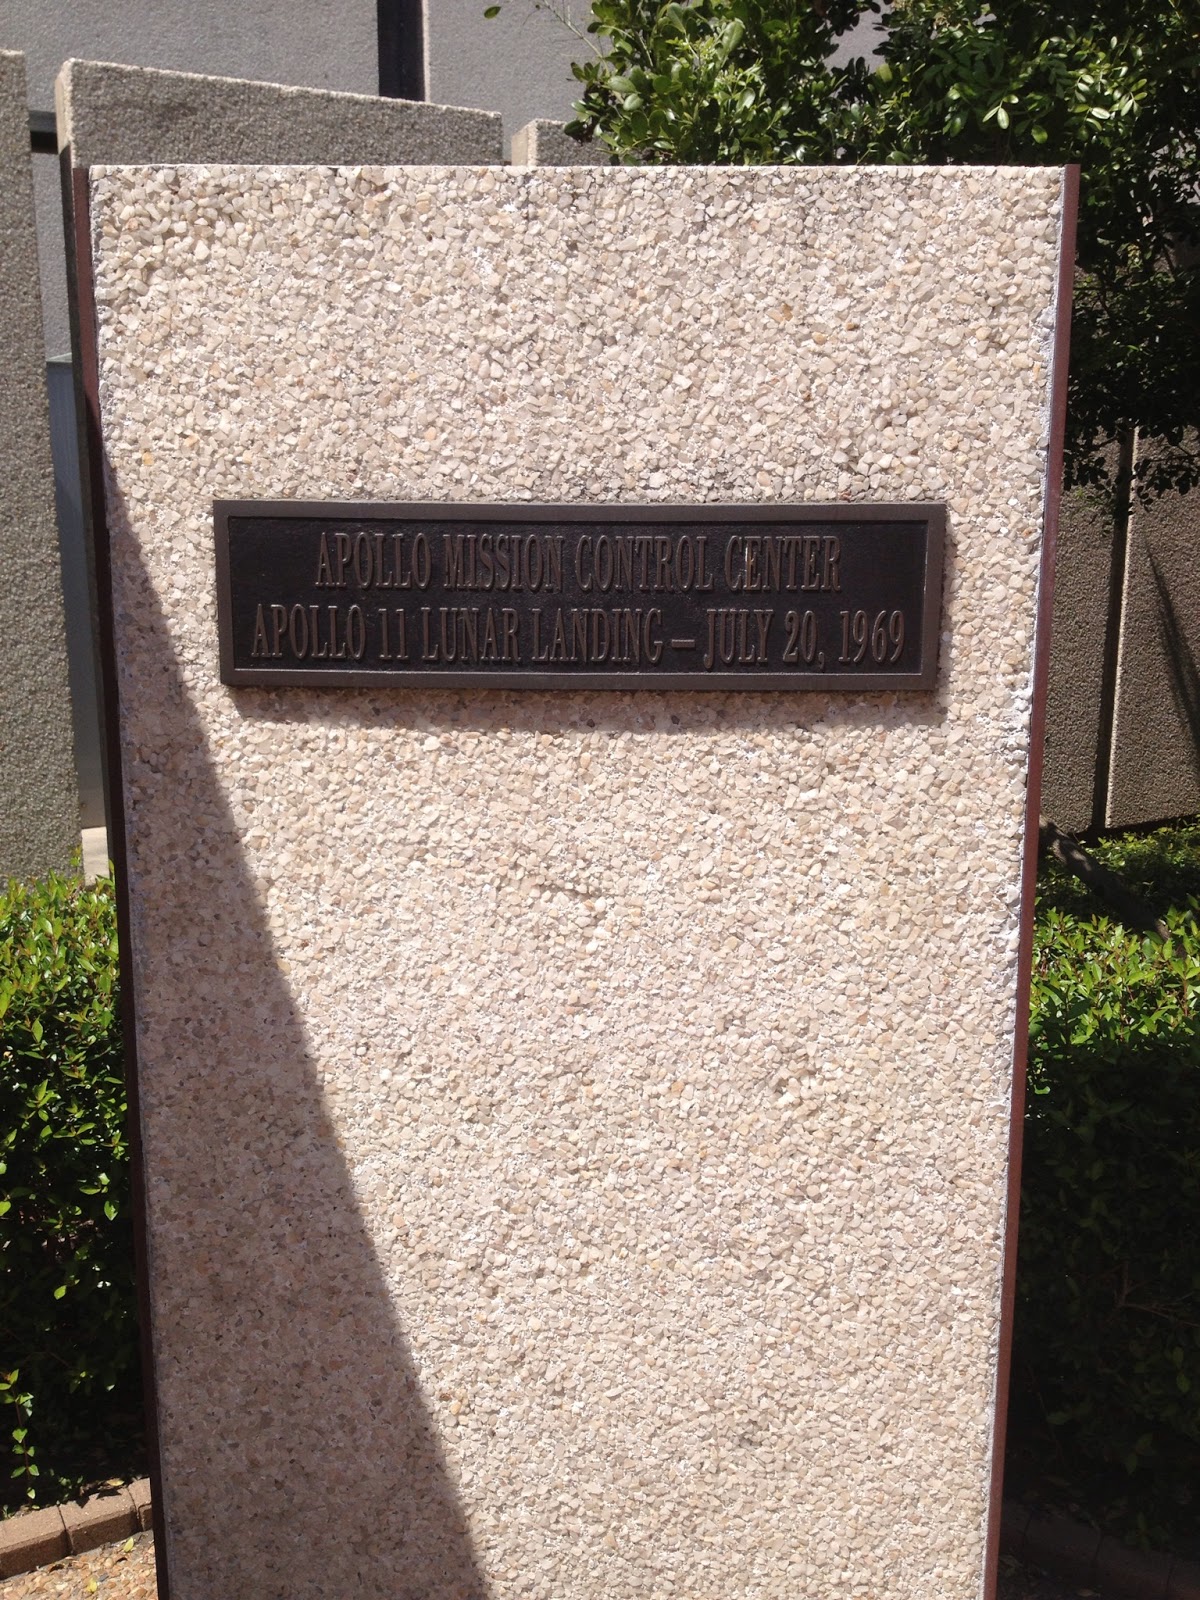 APOLLO MISSION CONTROL CENTER
APOLLO 11 LUNAR LANDING – JULY 20, 1969